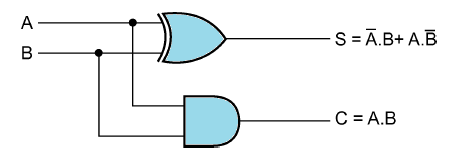 A
B
S = A̅.B+ A.B̅
C = A.B